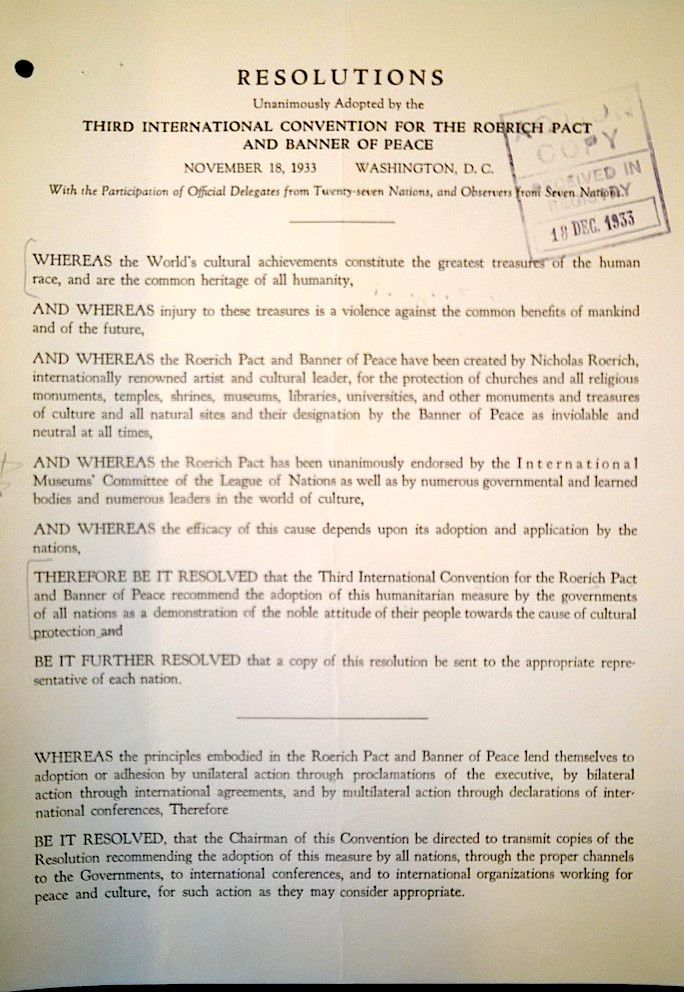 RESOLUTIONS
Unanimously Adopted by the
THIRD INTERNATIONAL CONVENTION FOR THE ROERICH PACT
AND BANNER OF PEACE
NOVEMBER 18, 1933 WASHINGTON, D. C.
With the Participation of Official Delegates from Twenty-seven Nations, and Observers from Seven Nations.
COPY
RECEIVED IN
REGISTRY
18 DEC. 1933
WHEREAS the World's cultural achievements constitute the greatest treasures of the human
race, and are the common heritage of all humanity,
AND WHEREAS injury to these treasures is a violence against the common benefits of mankind
and of the future,
AND WHEREAS the Roerich Pact and Banner of Peace have been created by Nicholas Roerich,
internationally renowned artist and cultural leader, for the protection of churches and all religious
monuments, temples, shrines, museums, libraries, universities, and other monuments and treasures
of culture and all natural sites and their designation by the Banner of Peace as inviolable and
neutral at all times,
AND WHEREAS the Roerich Pact has been unanimously endorsed by the International
Museums' Committee of the League of Nations as well as by numerous governmental and learned
bodies and numerous leaders in the world of culture,
AND WHEREAS the efficacy of this cause depends upon its adoption and application by the
nations,
THEREFORE BE IT RESOLVED that the Third International Convention for the Roerich Pact
and Banner of Peace recommend the adoption of this humanitarian measure by the governments
of all nations as a demonstration of the noble attitude of their people towards the cause of cultural
protection and
BE IT FURTHER RESOLVED that a copy of this resolution be sent to the appropriate repre-
sentative of each nation.
WHEREAS the principles embodied in the Roerich Pact and Banner of Peace lend themselves to
adoption or adhesion by unilateral action through proclamations of the executive, by bilateral
action through international agreements, and by multilateral action through declarations of inter-
national conferences, Therefore
BE IT RESOLVED, that the Chairman of this Convention be directed to transmit copies of the
Resolution recommending the adoption of this measure by all nations, through the proper channels
to the Governments, to international conferences, and to international organizations working for
peace and culture, for such action as they may consider appropriate.